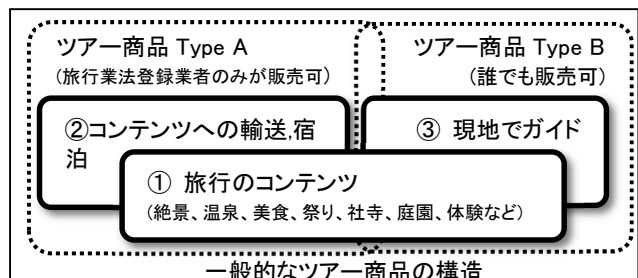 ツアー商品 Type A
(旅行業法登録業者のみが販売可)
ツアー商品 Type B
(誰でも販売可)
②コンテンツへの輸送,宿
泊
③ 現地でガイド
① 旅行のコンテンツ
(絶景、温泉、美食、祭り、社寺、庭園、体験など)
一般的なツアー商品の構造